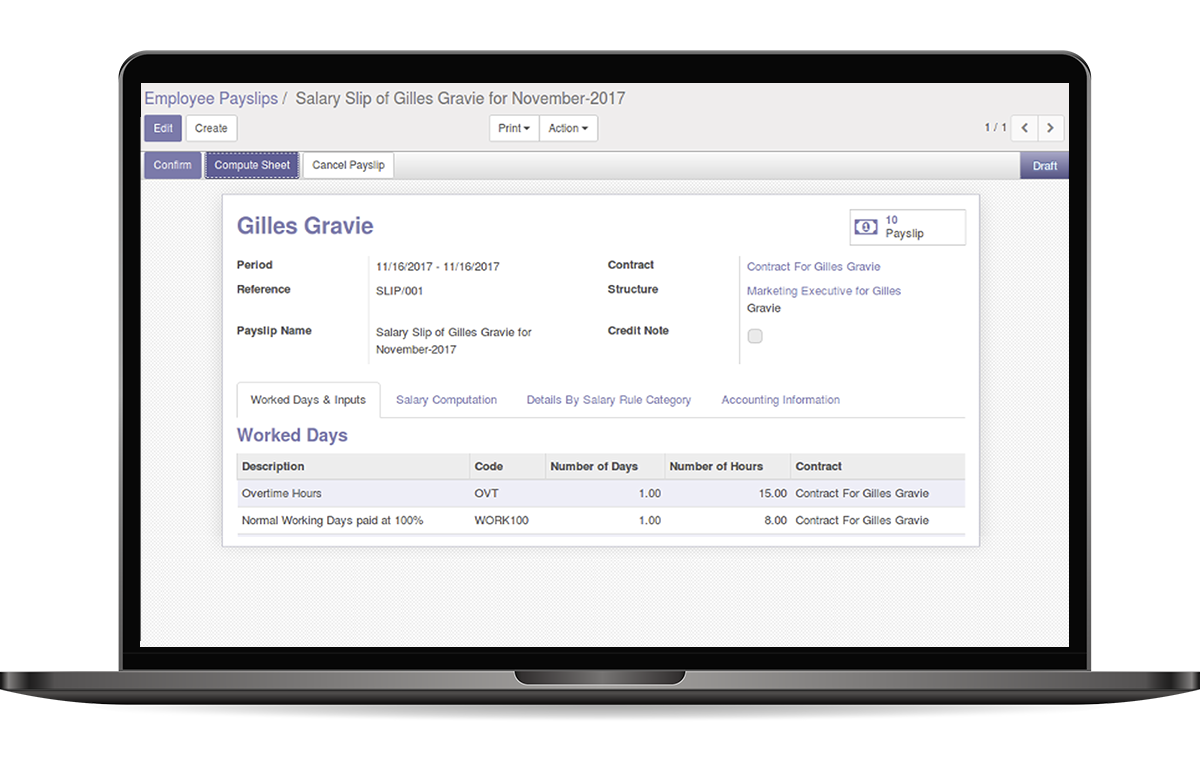 Employee Payslips / Salary Slip of Gilles Gravie for November-2017
Edit Create Print Action 1 / 1
Confirm Compute Sheet Cancel Payslip Draft
Gilles Gravie
10
Payslip
Period 11/16/2017 - 11/16/2017 Contract Contract For Gilles Gravie
Reference SLIP/001 Structure Marketing Executive for Gilles
Gravie
Payslip Name Salary Slip of Gilles Gravie for Credit Note
November-2017
Worked Days & Inputs Salary Computation Details By Salary Rule Category Accounting Information
Worked Days
Description Code Number of Days Number of Hours Contract
Overtime Hours OVT 1.00 15.00 Contract For Gilles Gravie
Normal Working Days paid at 100% WORK100 1.00 8.00 Contract For Gilles Gravie